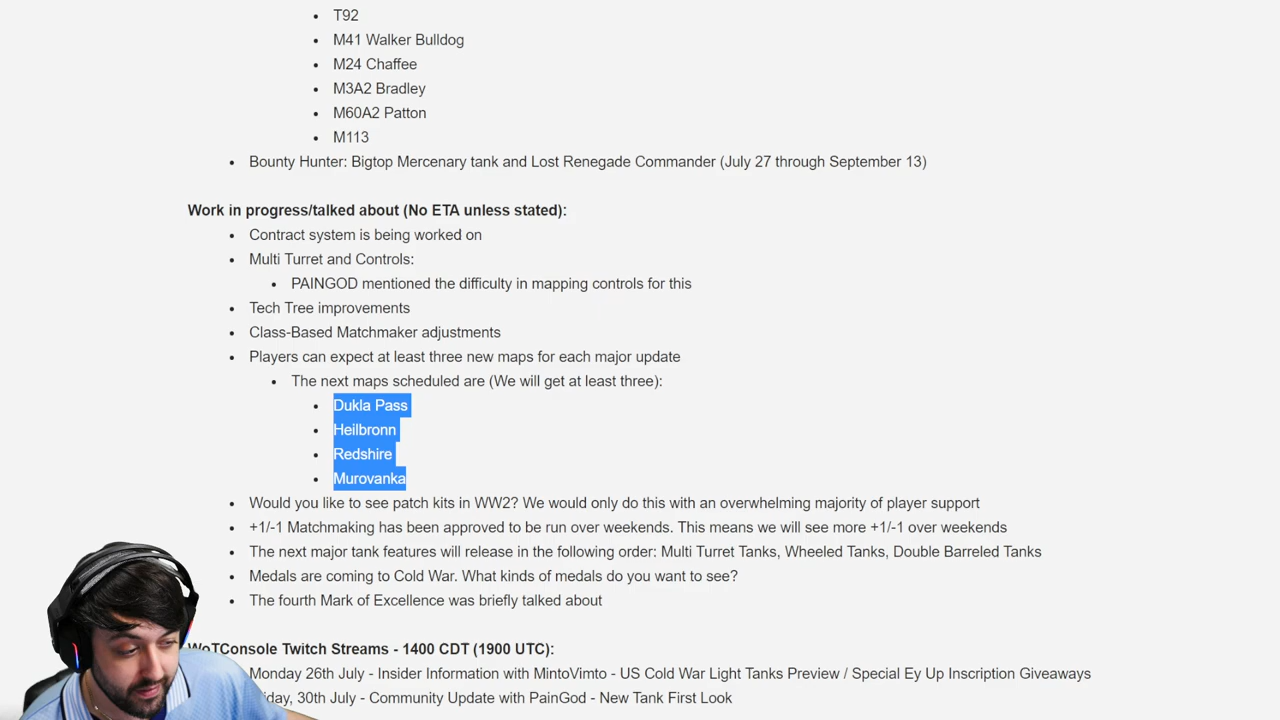 T92
M41 Walker Bulldog
M24 Chaffee
M3A2 Bradley
M60A2 Patton
M113
Bounty Hunter: Bigtop Mercenary tank and Lost Renegade Commander (July 27 through September 13)
Work in progress/talked about (No ETA unless stated):
Contract system is being worked on
Multi Turret and Controls:
PAINGOD mentioned the difficulty in mapping controls for this
Tech Tree improvements
Class-Based Matchmaker adjustments
Players can expect at least three new maps for each major update
The next maps scheduled are (We will get at least three):
Dukla Pass
Heilbronn
Redshire
Murovanka
Would you like to see patch kits in WW2? We would only do this with an overwhelming majority of player support
+1/-1 Matchmaking has been approved to be run over weekends. This means we will see more +1/-1 over weekends
The next major tank features will release in the following order: Multi Turret Tanks, Wheeled Tanks, Double Barreled Tanks
Medals are coming to Cold War. What kinds of medals do you want to see?
The fourth Mark of Excellence was briefly talked about
WoTConsole Twitch Streams - 1400 CDT (1900 UTC):
Monday 26th July - Insider Information with MintoVimto - US Cold War Light Tanks Preview / Special Ey Up Inscription Giveaways
30th July - Community Update with PainGod - New Tank First Look